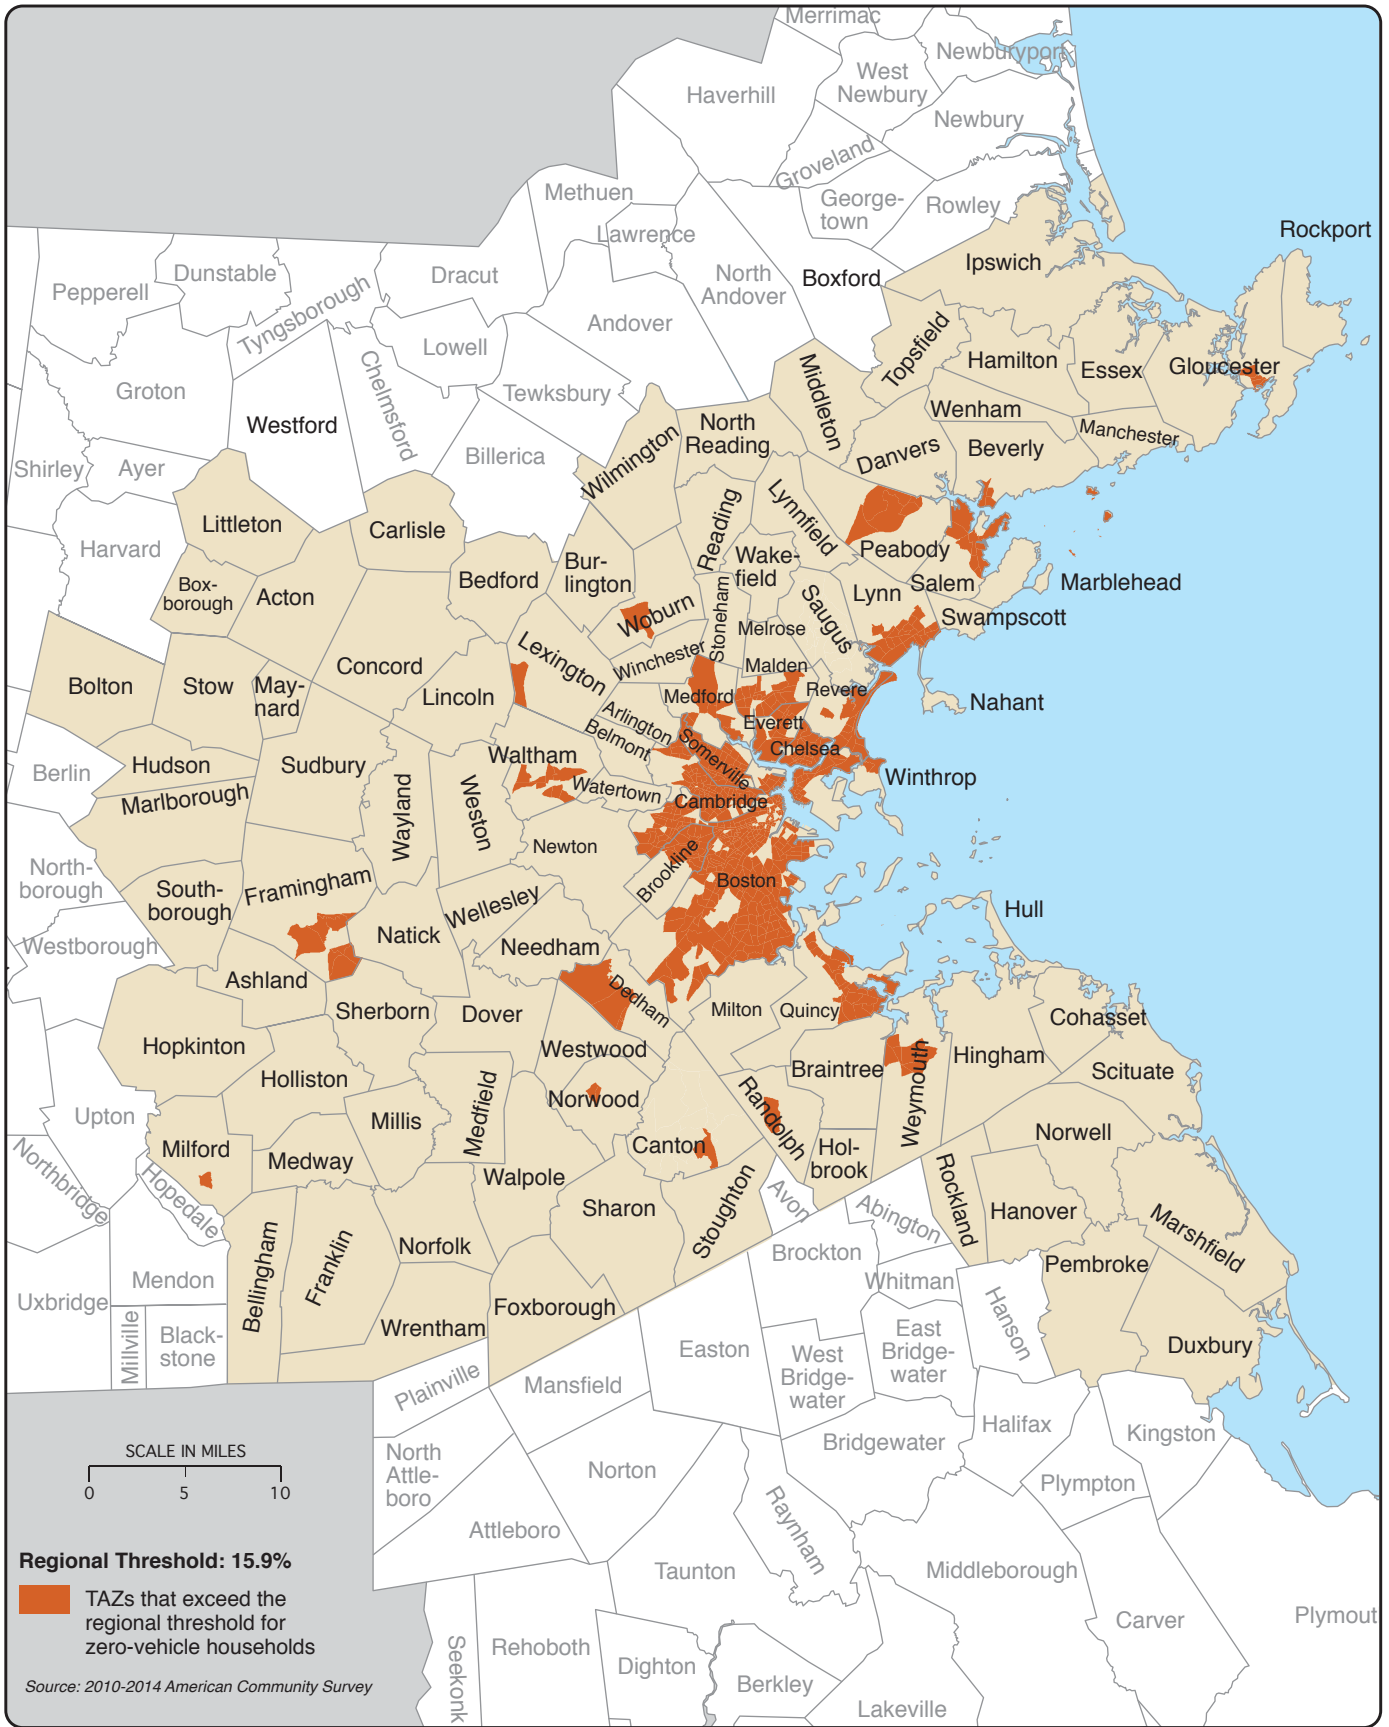 Merrimac
Newburyport
West
Newbury
Haverhill
Newbury
Groveland
Methuen
George-
town
Rowley
Lawrence
Rockport
Dunstable
Dracut
North
Andover
Boxford
Ipswich
Pepperell
Tyngsborough
Andover
Lowell
Topsfield
Hamilton
Essex
Gloucester
Groton
Chelmsford
Tewksbury
Middleton
Wenham
Westford
North
Reading
Manchester
Danvers
Beverly
Billerica
Wilmington
Shirley
Ayer
Littleton
Carlisle
Reading
Lynnfield
Harvard
Peabody
Bur-
lington
Wake-
field
Bedford
Box-
borough
Acton
Lynn
Salem
Marblehead
Woburn
Stoneham
Saugus
Swampscott
Melrose
Concord
Lexington
Winchester
Malden
Bolton
Stow
May-
nard
Lincoln
Medford
Revere
Nahant
Arlington
Everett
Belmont
Chelsea
Somerville
Berlin
Hudson
Sudbury
Waltham
Winthrop
Marlborough
Wayland
Weston
Watertown
Cambridge
Newton
North-
borough
South-
borough
Framingham
Brookline
Boston
Wellesley
Hull
Westborough
Natick
Needham
Ashland
Dedham
Sherborn
Dover
Milton
Quincy
Cohasset
Hopkinton
Westwood
Hingham
Holliston
Braintree
Scituate
Medfield
Norwood
Weymouth
Upton
Millis
Randolph
Norwell
Milford
Medway
Canton
Hol-
brook
Northbridge
Hopedale
Walpole
Sharon
Stoughton
Avon
Abington
Rockland
Hanover
Marshfield
Bellingham
Franklin
Norfolk
Brockton
Pembroke
Mendon
Whitman
Uxbridge
Foxborough
Hanson
Millville
Black-
stone
Wrentham
Easton
West
Bridge-
water
East
Bridge-
water
Duxbury
Plainville
Mansfield
Halifax
Kingston
North
Attle-
boro
Bridgewater
Norton
Plympton
Attleboro
Raynham
Taunton
Middleborough
Carver
Plymout
Seekonk
Rehoboth
Dighton
Berkley
Lakeville
SCALE IN MILES
0 5 10
Regional Threshold: 15.9%
TAZs that exceed the
regional threshold for
zero-vehicle households
Source: 2010-2014 American Community Survey